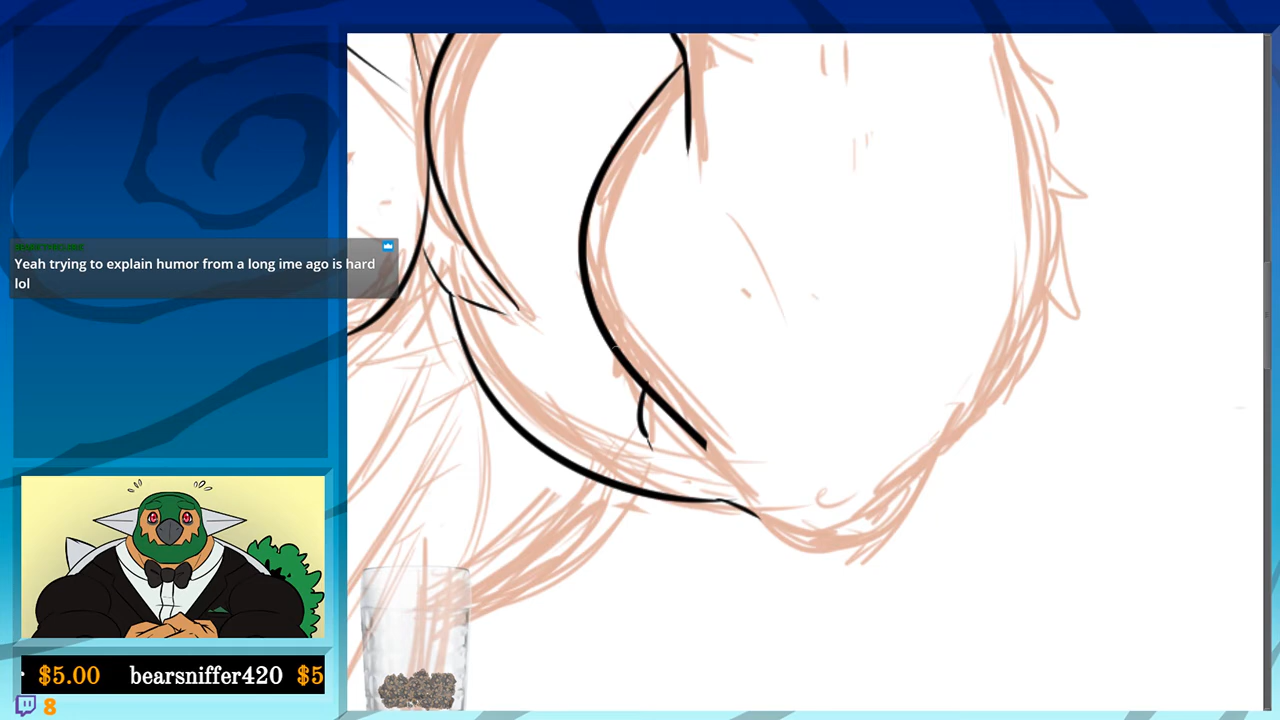 Yeah trying to explain humor from a long ime ago is hard
lol
$5.00 bearsniffer420 $5
8